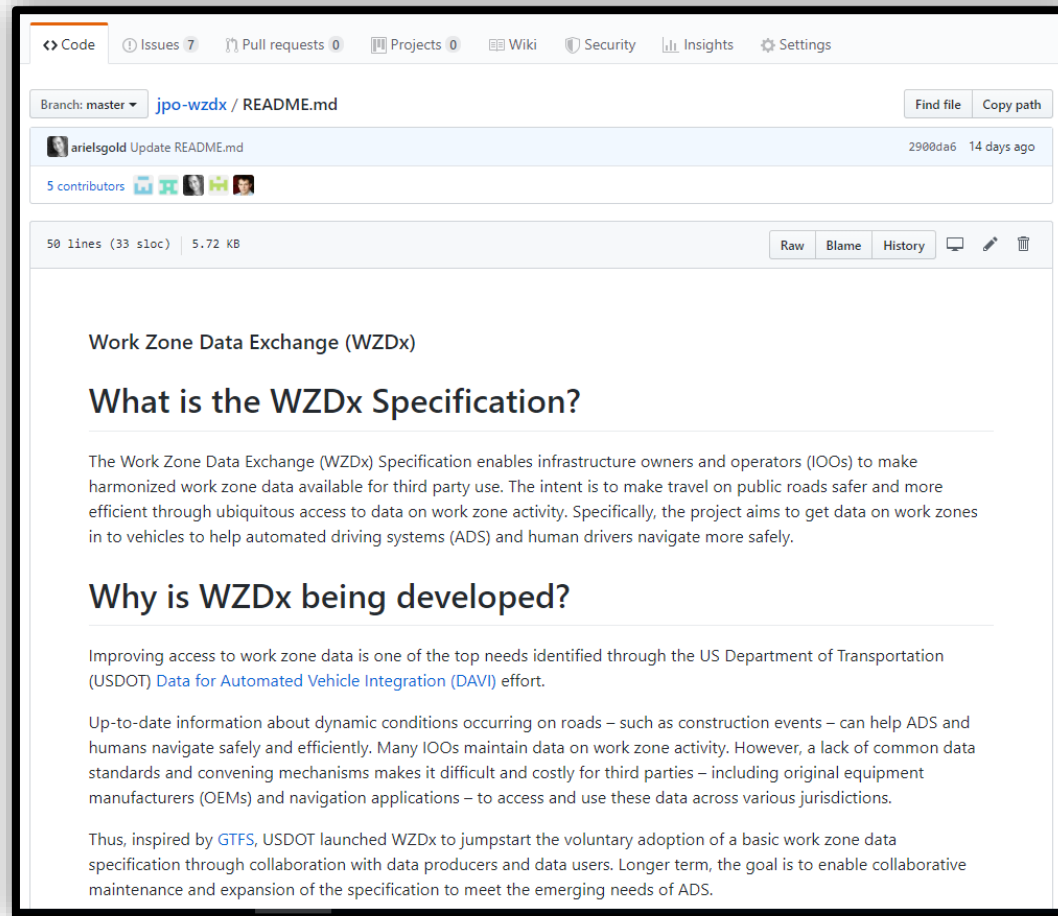 Code Issues 7 Pull requests 0 Projects 0 Wiki Security Insights Settings
Branch: master jpo-wzdx / README.md Find file Copy path
arielsgold Update README.md 2900da6 14 days ago
5 contributors
50 lines (33 sloc) 5.72 KB Raw Blame History
Work Zone Data Exchange (WZDx)
What is the WZDx Specification?
The Work Zone Data Exchange (WZDx) Specification enables infrastructure owners and operators (IOOs) to make
harmonized work zone data available for third party use. The intent is to make travel on public roads safer and more
efficient through ubiquitous access to data on work zone activity. Specifically, the project aims to get data on work zones
in to vehicles to help automated driving systems (ADS) and human drivers navigate more safely.
Why is WZDx being developed?
Improving access to work zone data is one of the top needs identified through the US Department of Transportation
(USDOT) Data for Automated Vehicle Integration (DAVI) effort.
Up-to-date information about dynamic conditions occurring on roads – such as construction events – can help ADS and
humans navigate safely and efficiently. Many IOOs maintain data on work zone activity. However, a lack of common data
standards and convening mechanisms makes it difficult and costly for third parties – including original equipment
manufacturers (OEMs) and navigation applications – to access and use these data across various jurisdictions.
Thus, inspired by GTFS, USDOT launched WZDx to jumpstart the voluntary adoption of a basic work zone data
specification through collaboration with data producers and data users. Longer term, the goal is to enable collaborative
maintenance and expansion of the specification to meet the emerging needs of ADS.